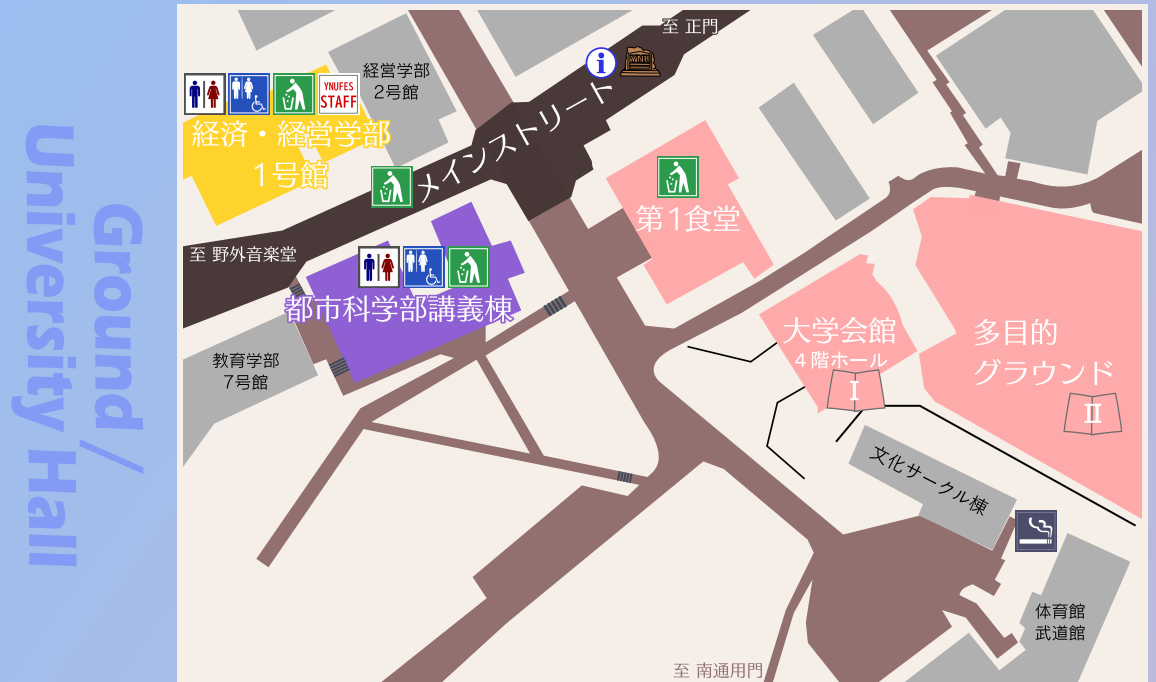 Ground /
University Hall
至 正門
i
YNU
経営学部
2号館
YNUFES
STAFF
経済・経営学部
1号館
メインストリート
第1食堂
至 野外音楽堂
都市科学部講義棟
教育学部
7号館
大学会館
4階ホール
I
多目的
グラウンド
II
文化サークル棟
体育館
武道館
至 南通用門